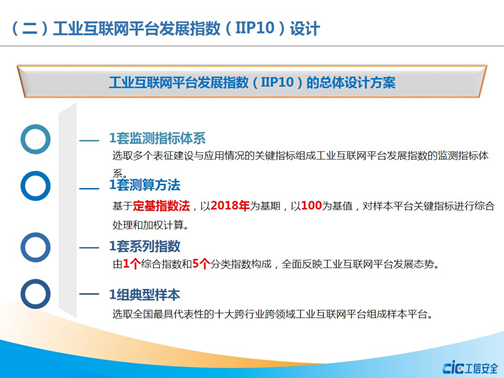 （二）工业互联网平台发展指数（IIP10）设计
工业互联网平台发展指数（IIP10）的总体设计方案
1套监测指标体系
选取多个表征建设与应用情况的关键指标组成工业互联网平台发展指数的监测指标体
系。
1套测算方法
基于定基指数法，以2018年为基期，以100为基值，对样本平台关键指标进行综合
处理和加权计算。
1套系列指数
由1个综合指数和5个分类指数构成，全面反映工业互联网平台发展态势。
1组典型样本
选取全国最具代表性的十大跨行业跨领域工业互联网平台组成样本平台。
CIC工信安全